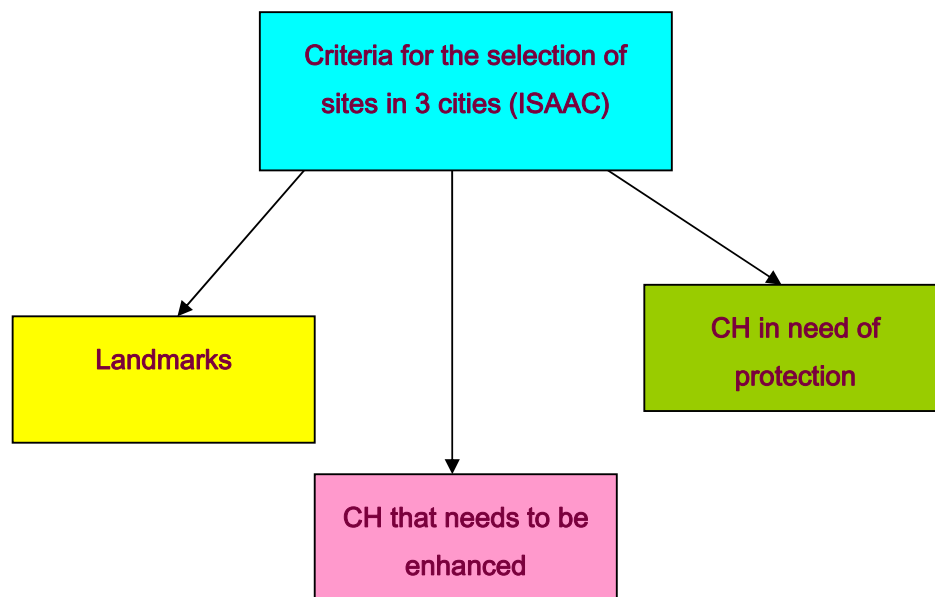 Criteria for the selection of
sites in 3 cities (ISAAC)
Landmarks
CH in need of
protection
CH that needs to be
enhanced